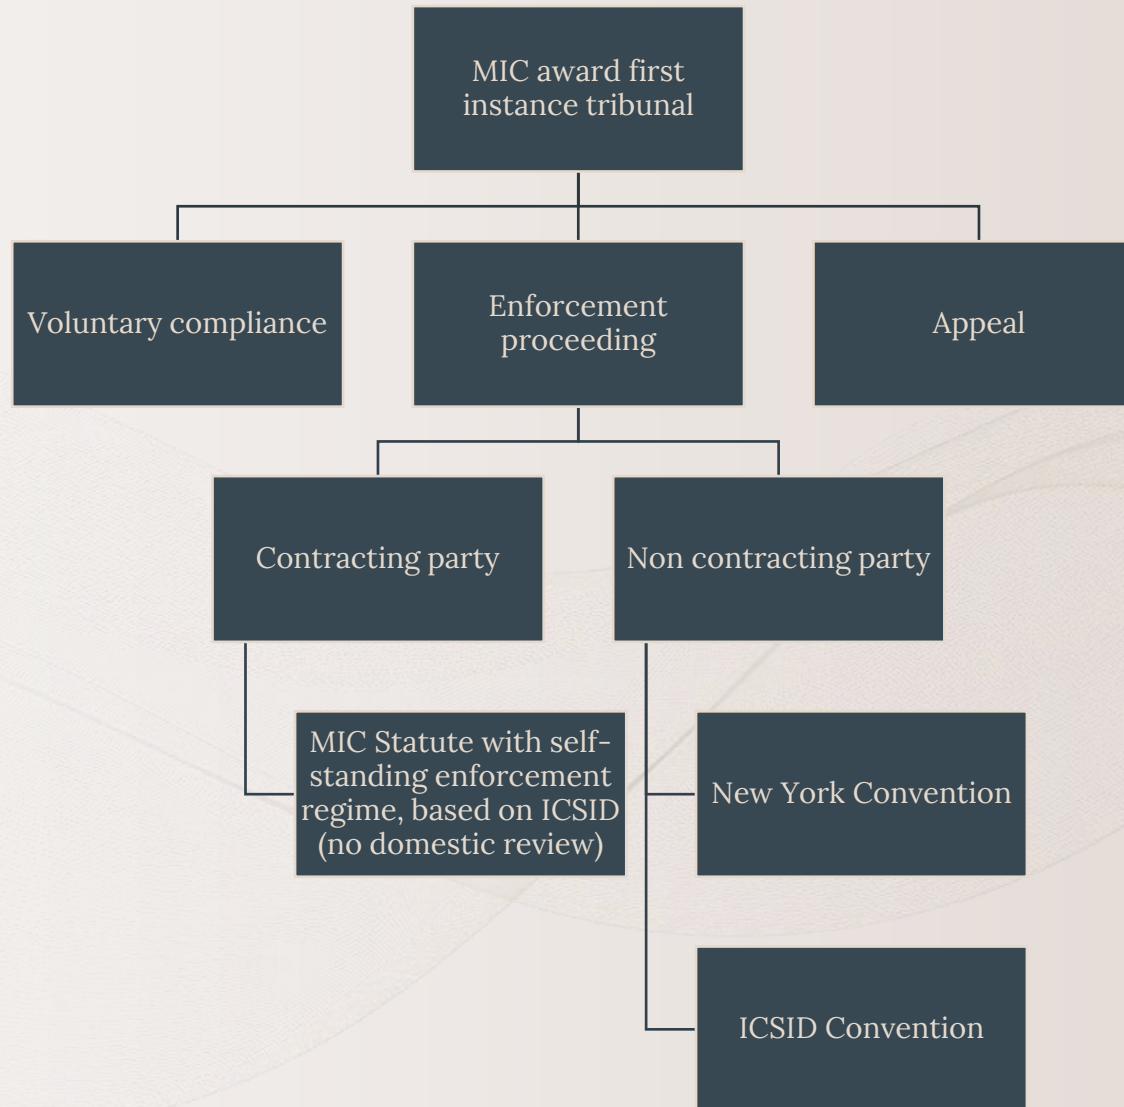 MIC award first
instance tribunal
Voluntary compliance
Enforcement
proceeding
Appeal
Contracting party
Non contracting party
MIC Statute with self-
standing enforcement
regime, based on ICSID
(no domestic review)
New York Convention
ICSID Convention